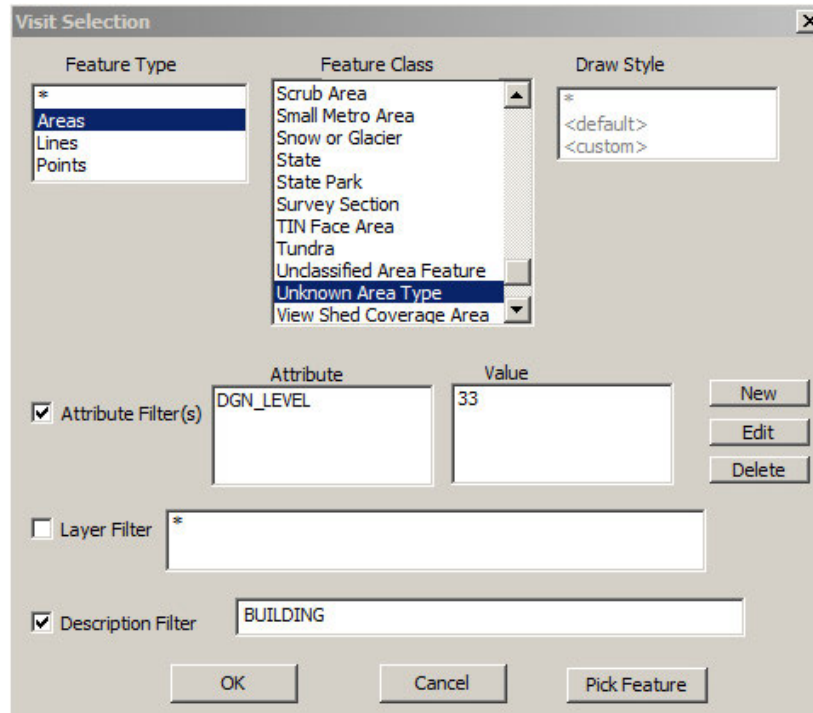 Visit Selection
Feature Type
*
Areas
Lines
Points
Feature Class
Scrub Area
Small Metro Area
Snow or Glacier
State
State Park
Survey Section
TIN Face Area
Tundra
Unclassified Area Feature
Unknown Area Type
View Shed Coverage Area
Draw Style
*
<default>
<custom>
Attribute Filter(s)
Attribute
DGN_LEVEL
Value
33
New
Edit
Delete
Layer Filter
*
Description Filter
BUILDING
OK
Cancel
Pick Feature